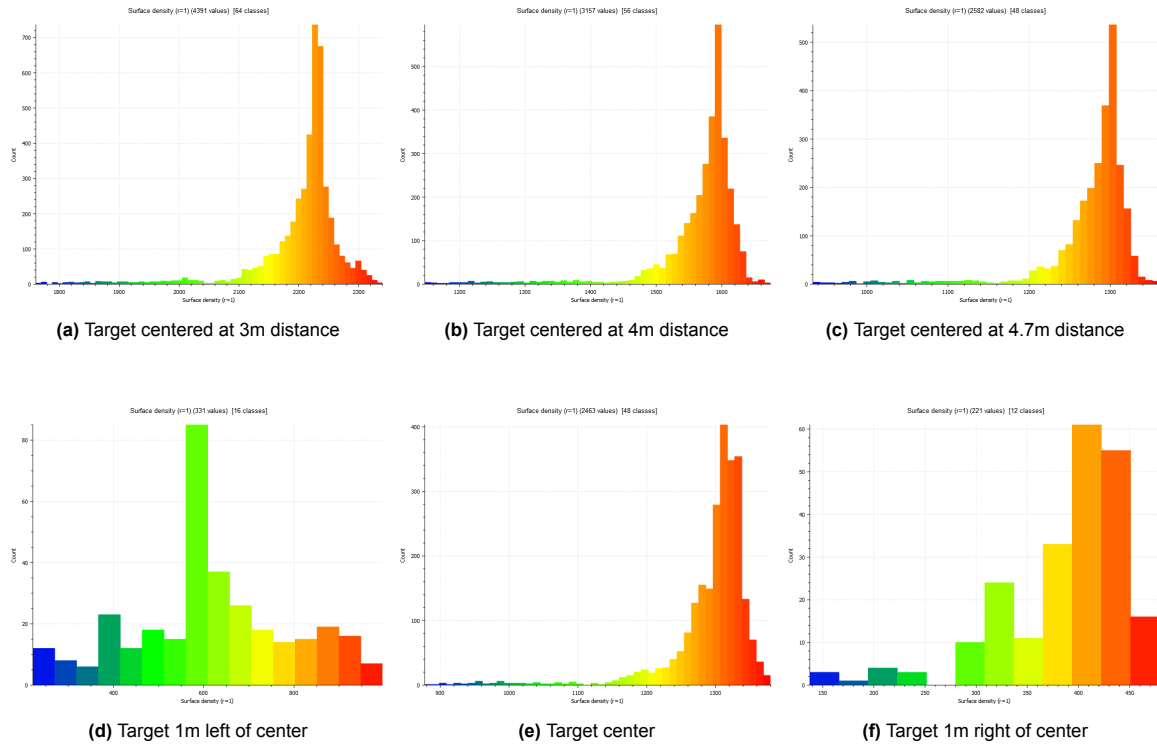 Surface density (r=1) (4391 values) [64 classes]
700
600
500
400
300
200
100
0
Count
1800 1900 2000 2100 2200 2300
Surface density (r=1)
(a) Target centered at 3m distance
Surface density (r=1) (3157 values) [56 classes]
500
400
300
200
100
0
Count
1200 1300 1400 1500 1600
Surface density (r=1)
(b) Target centered at 4m distance
Surface density (r=1) (2582 values) [48 classes]
500
400
300
200
100
0
Count
1000 1100 1200 1300
Surface density (r=1)
(c) Target centered at 4.7m distance
Surface density (r=1) (331 values) [16 classes]
80
60
40
20
0
Count
400 600 800
Surface density (r=1)
(d) Target 1m left of center
Surface density (r=1) (2463 values) [48 classes]
400
300
200
100
0
Count
900 1000 1100 1200 1300
Surface density (r=1)
(e) Target center
Surface density (r=1) (221 values) [12 classes]
60
50
40
30
20
10
0
Count
150 200 250 300 350 400 450
Surface density (r=1)
(f) Target 1m right of center